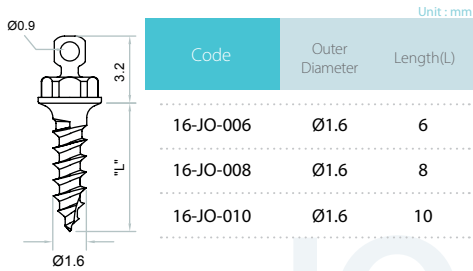 Unit : mm
Ø0.9
3.2
"L"
Ø1.6
Code Outer Diameter Length(L)
16-JO-006 Ø1.6 6
16-JO-008 Ø1.6 8
16-JO-010 Ø1.6 10